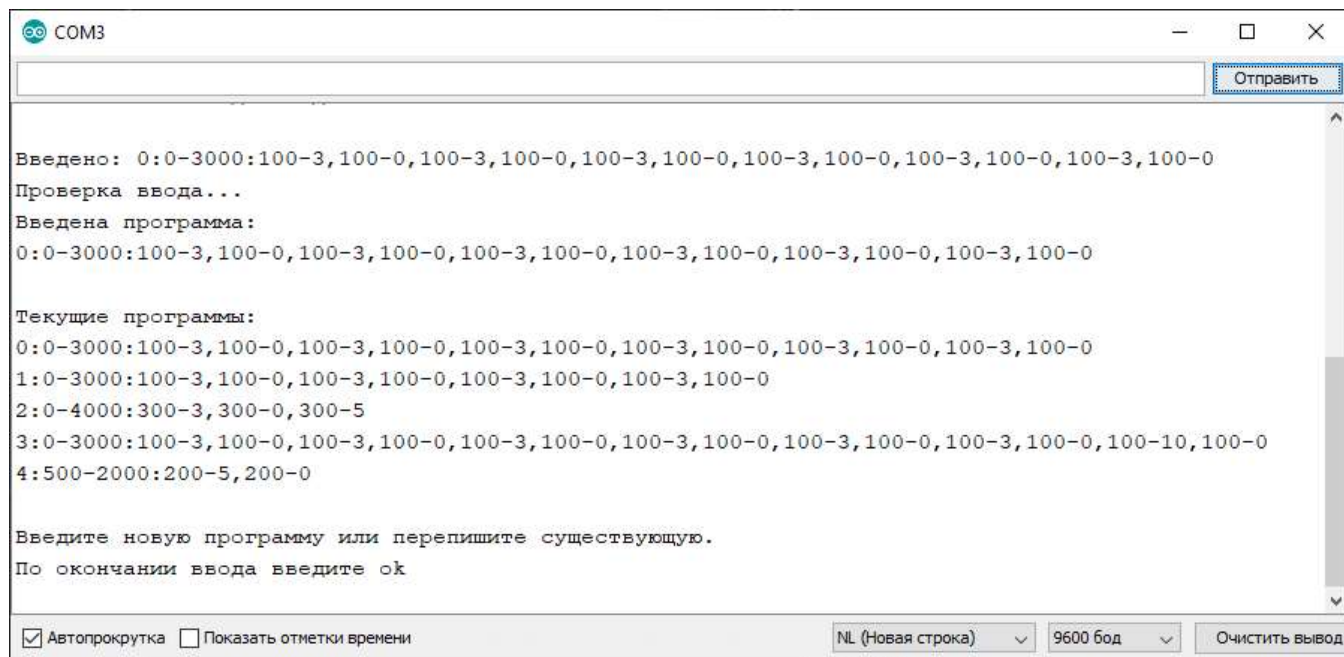 COM3
Отправить
Введено: 0:0-3000:100-3,100-0,100-3,100-0,100-3,100-0,100-3,100-0,100-3,100-0,100-3,100-0
Проверка ввода...
Введена программа:
0:0-3000:100-3,100-0,100-3,100-0,100-3,100-0,100-3,100-0,100-3,100-0,100-3,100-0
Текущие программы:
0:0-3000:100-3,100-0,100-3,100-0,100-3,100-0,100-3,100-0,100-3,100-0,100-3,100-0
1:0-3000:100-3,100-0,100-3,100-0,100-3,100-0,100-3,100-0
2:0-4000:300-3,300-0,300-5
3:0-3000:100-3,100-0,100-3,100-0,100-3,100-0,100-3,100-0,100-3,100-0,100-3,100-0,100-10,100-0
4:500-2000:200-5,200-0
Введите новую программу или перепишите существующую.
По окончании ввода введите ok
Автопрокрутка Показать отметки времени NL (Новая строка) 9600 бод Очистить вывод